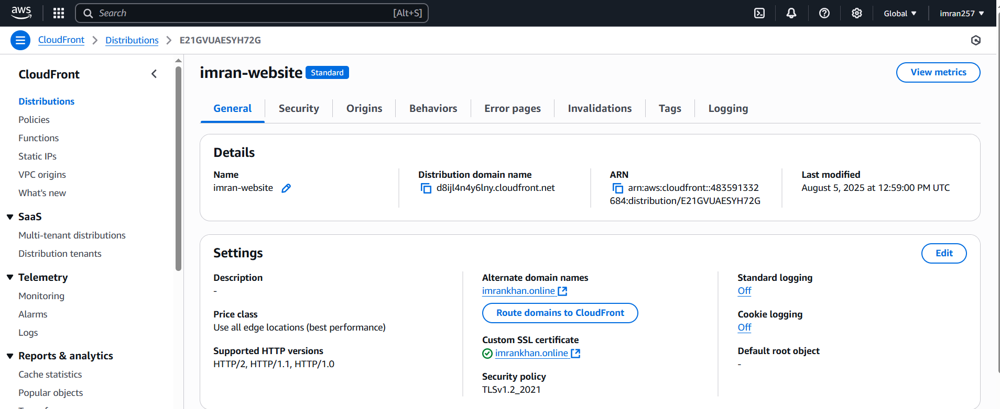 aws
Search [Alt+S]
Global
imran257
CloudFront
Distributions
E21GVUAESYH72G
CloudFront
Distributions
Policies
Functions
Static IPs
VPC origins
What's new
SaaS
Multi-tenant distributions
Distribution tenants
Telemetry
Monitoring
Alarms
Logs
Reports & analytics
Cache statistics
Popular objects
imran-website
Standard
View metrics
General
Security
Origins
Behaviors
Error pages
Invalidations
Tags
Logging
Details
Name
imran-website
Distribution domain name
d8ijl4n4y6lny.cloudfront.net
ARN
arn:aws:cloudfront::483591332
684:distribution/E21GVUAESYH72G
Last modified
August 5, 2025 at 12:59:00 PM UTC
Settings
Edit
Description
-
Price class
Use all edge locations (best performance)
Supported HTTP versions
HTTP/2, HTTP/1.1, HTTP/1.0
Alternate domain names
imrankhan.online
Route domains to CloudFront
Custom SSL certificate
imrankhan.online
Security policy
TLSv1.2_2021
Standard logging
Off
Cookie logging
Off
Default root object
-